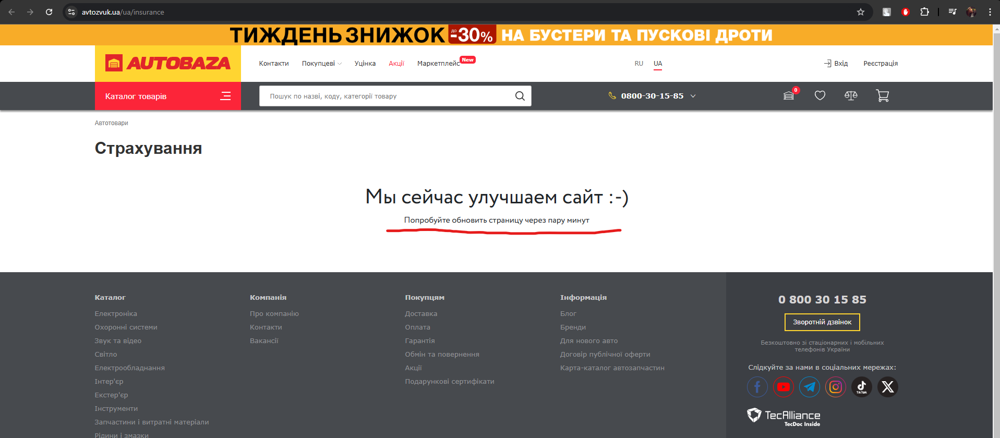 avtozvuk.ua/ua/insurance
ТИЖДЕНЬ ЗНИЖОК до -30% НА БУСТЕРИ ТА ПУСКОВІ ДРОТИ
AUTOBAZA
Контакти Покупцеві Уцінка Акції Маркетплейс New RU UA Вхід Реєстрація
Каталог товарів Пошук по назві, коду, категорії товару 0800-30-15-85 0
Автотовари
Страхування
Мы сейчас улучшаем сайт :-)
Попробуйте обновить страницу через пару минут
Каталог
Електроніка
Охоронні системи
Звук та відео
Світло
Електрообладнання
Інтер'єр
Екстер'єр
Інструменти
Запчастини і витратні матеріали
Рідини і змазки
Компанія
Про компанію
Контакти
Вакансії
Покупцям
Доставка
Оплата
Гарантія
Обмін та повернення
Акції
Подарункові сертифікати
Інформація
Блог
Бренди
Для нового авто
Договір публічної оферти
Карта-каталог автозапчастин
0 800 30 15 85
Зворотній дзвінок
Безкоштовно зі стаціонарних і мобільних
телефонів України
Слідкуйте за нами в соціальних мережах:
TikTok
TecAlliance
TecDoc Inside